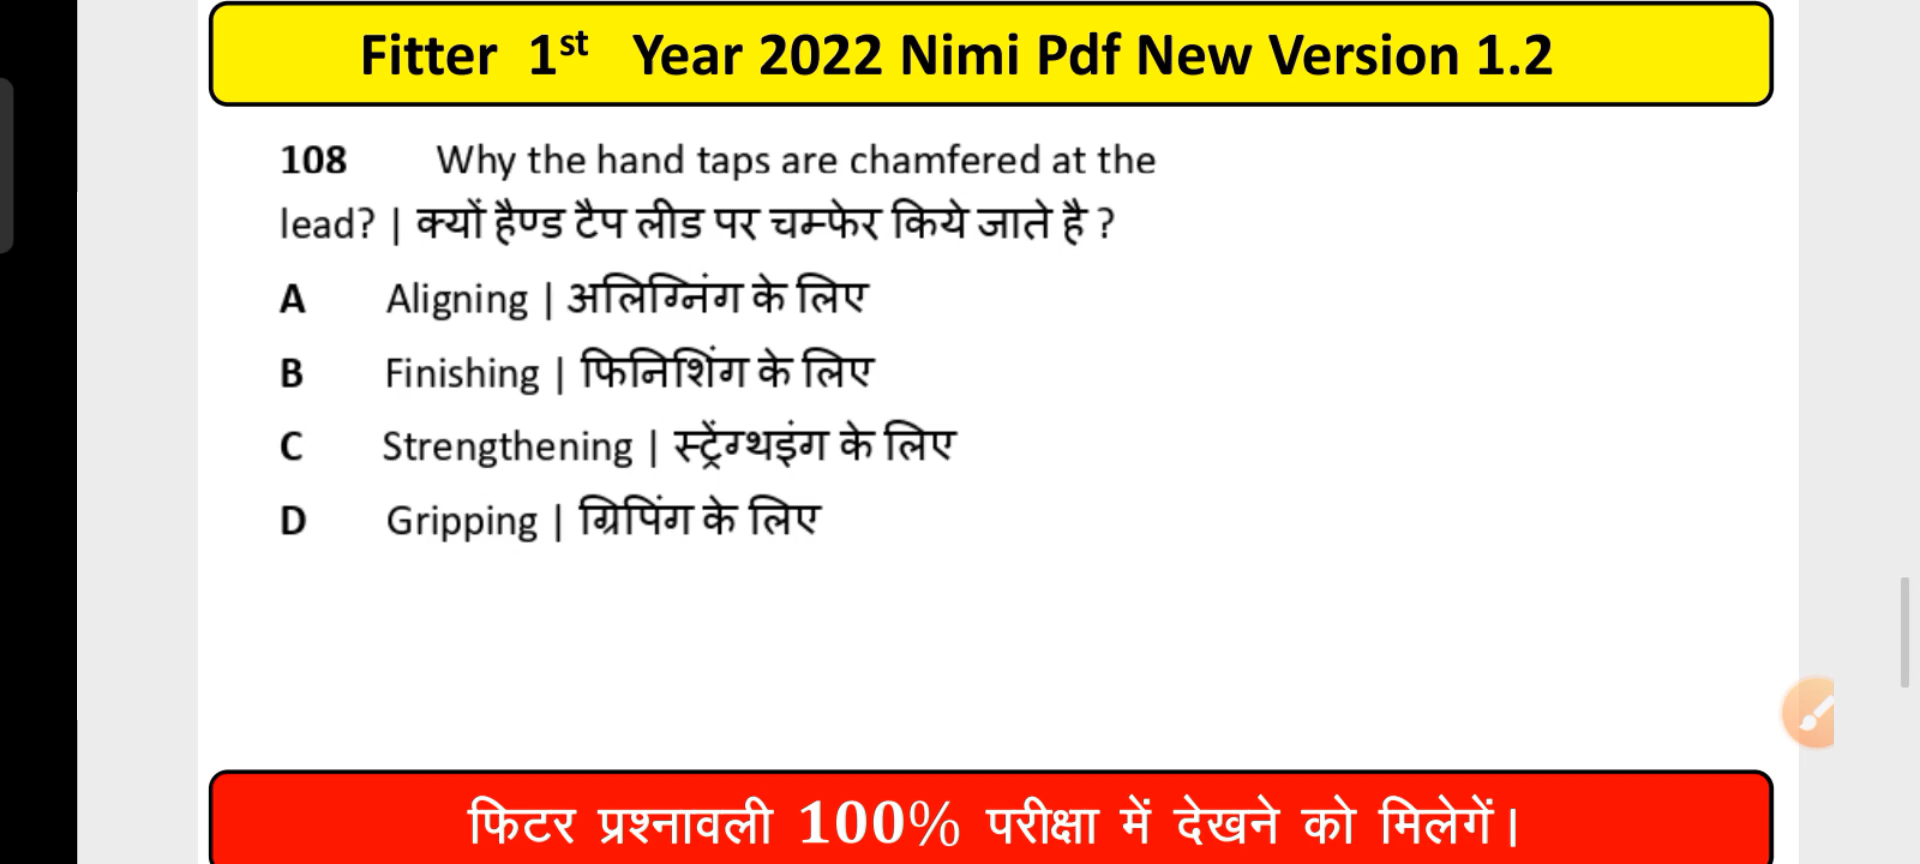 Fitter 1st Year 2022 Nimi Pdf New Version 1.2
108 Why the hand taps are chamfered at the
lead? | क्यों हैण्ड टैप लीड पर चम्फेर किये जाते है ?
A Aligning | अलिग्निंग के लिए
B Finishing | फिनिशिंग के लिए
C Strengthening | स्ट्रेंग्थइंग के लिए
D Gripping | ग्रिपिंग के लिए
फिटर प्रश्नावली 100% परीक्षा में देखने को मिलेगें।